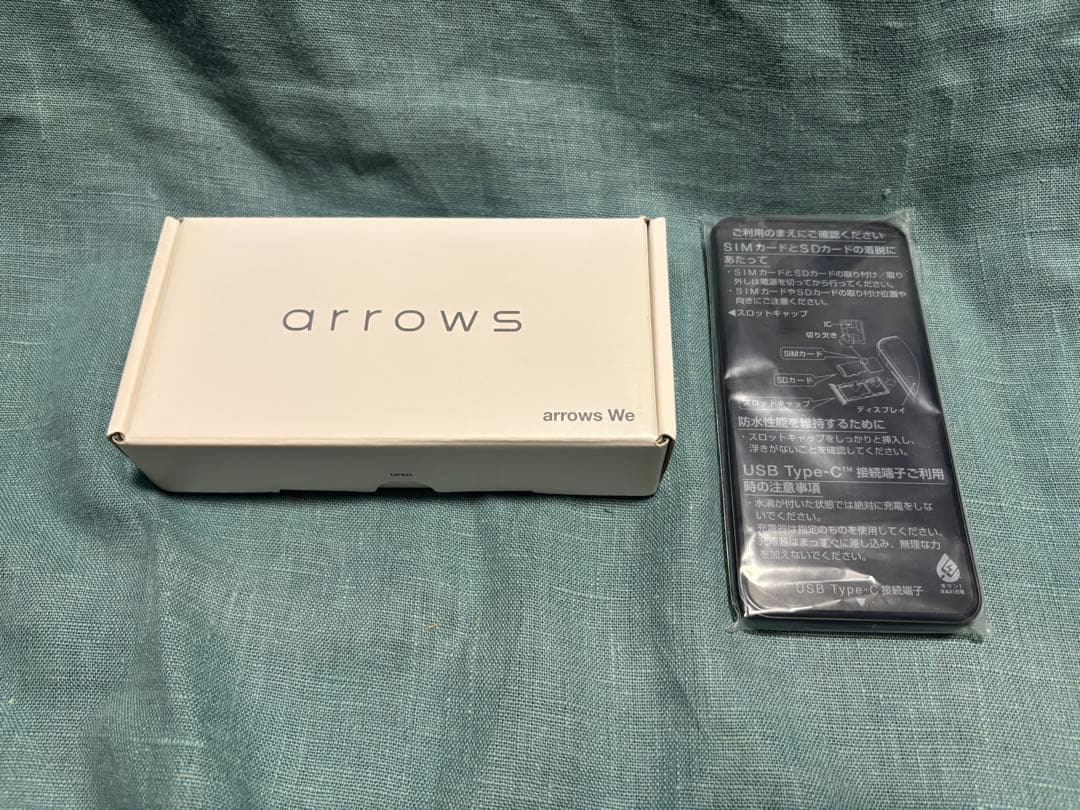 arrows
arrows We
OPEN
ご利用のまえにご確認ください
SIMカードとSDカードの着脱に
あたって
・SIMカードとSDカードの取り付け/取り
外しは電源を切ってから行ってください。
・SIMカードやSDカードの取り付け位置や
向きにご注意ください。
◀スロットキャップ
IC
切り欠き
SIMカード
SDカード
スロットキャップ
ディスプレイ
防水性能を維持するために
・スロットキャップをしっかりと挿入し、
浮きがないことを確認してください。
USB Type-C™ 接続端子ご利用
時の注意事項
・水滴が付いた状態では絶対に充電をしな
いでください。
・充電器は指定のものを使用してください。
充電器はまっすぐに差し込み、無理な力
を加えないでください。
USB Type-C 接続端子
キケン!
水ぬれ充電